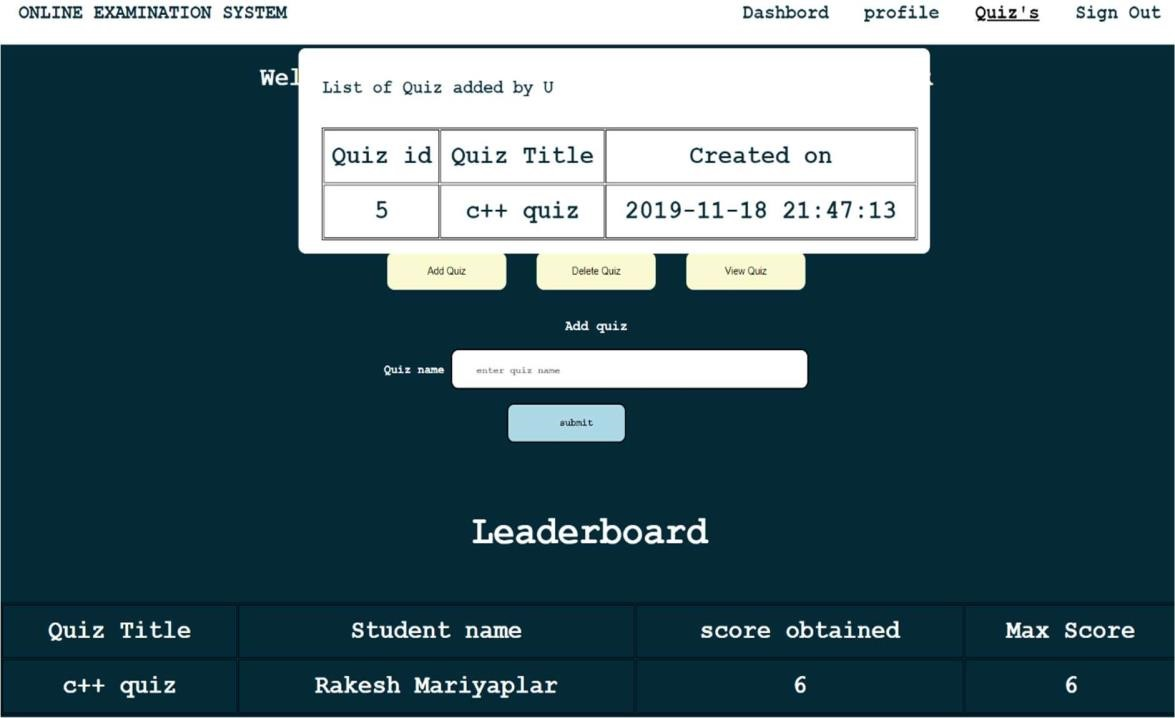 ONLINE EXAMINATION SYSTEM Dashbord profile Quiz's Sign Out
List of Quiz added by U
Quiz id Quiz Title Created on
5 c++ quiz 2019-11-18 21:47:13
Add Quiz Delete Quiz View Quiz
Add quiz
Quiz name enter quiz name
submit
Leaderboard
Quiz Title Student name score obtained Max Score
c++ quiz Rakesh Mariyaplar 6 6